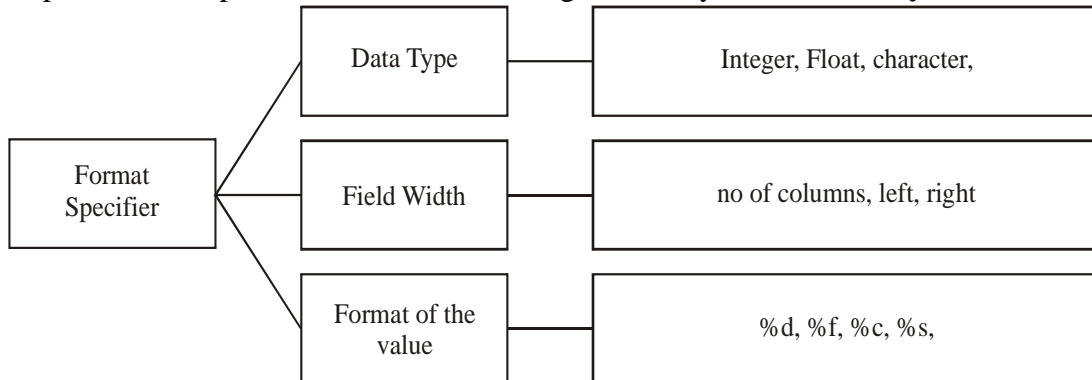 Data Type
Integer, Float, character,
Format
Specifier
Field Width
no of columns, left, right
Format of the
value
%d, %f, %c, %s,